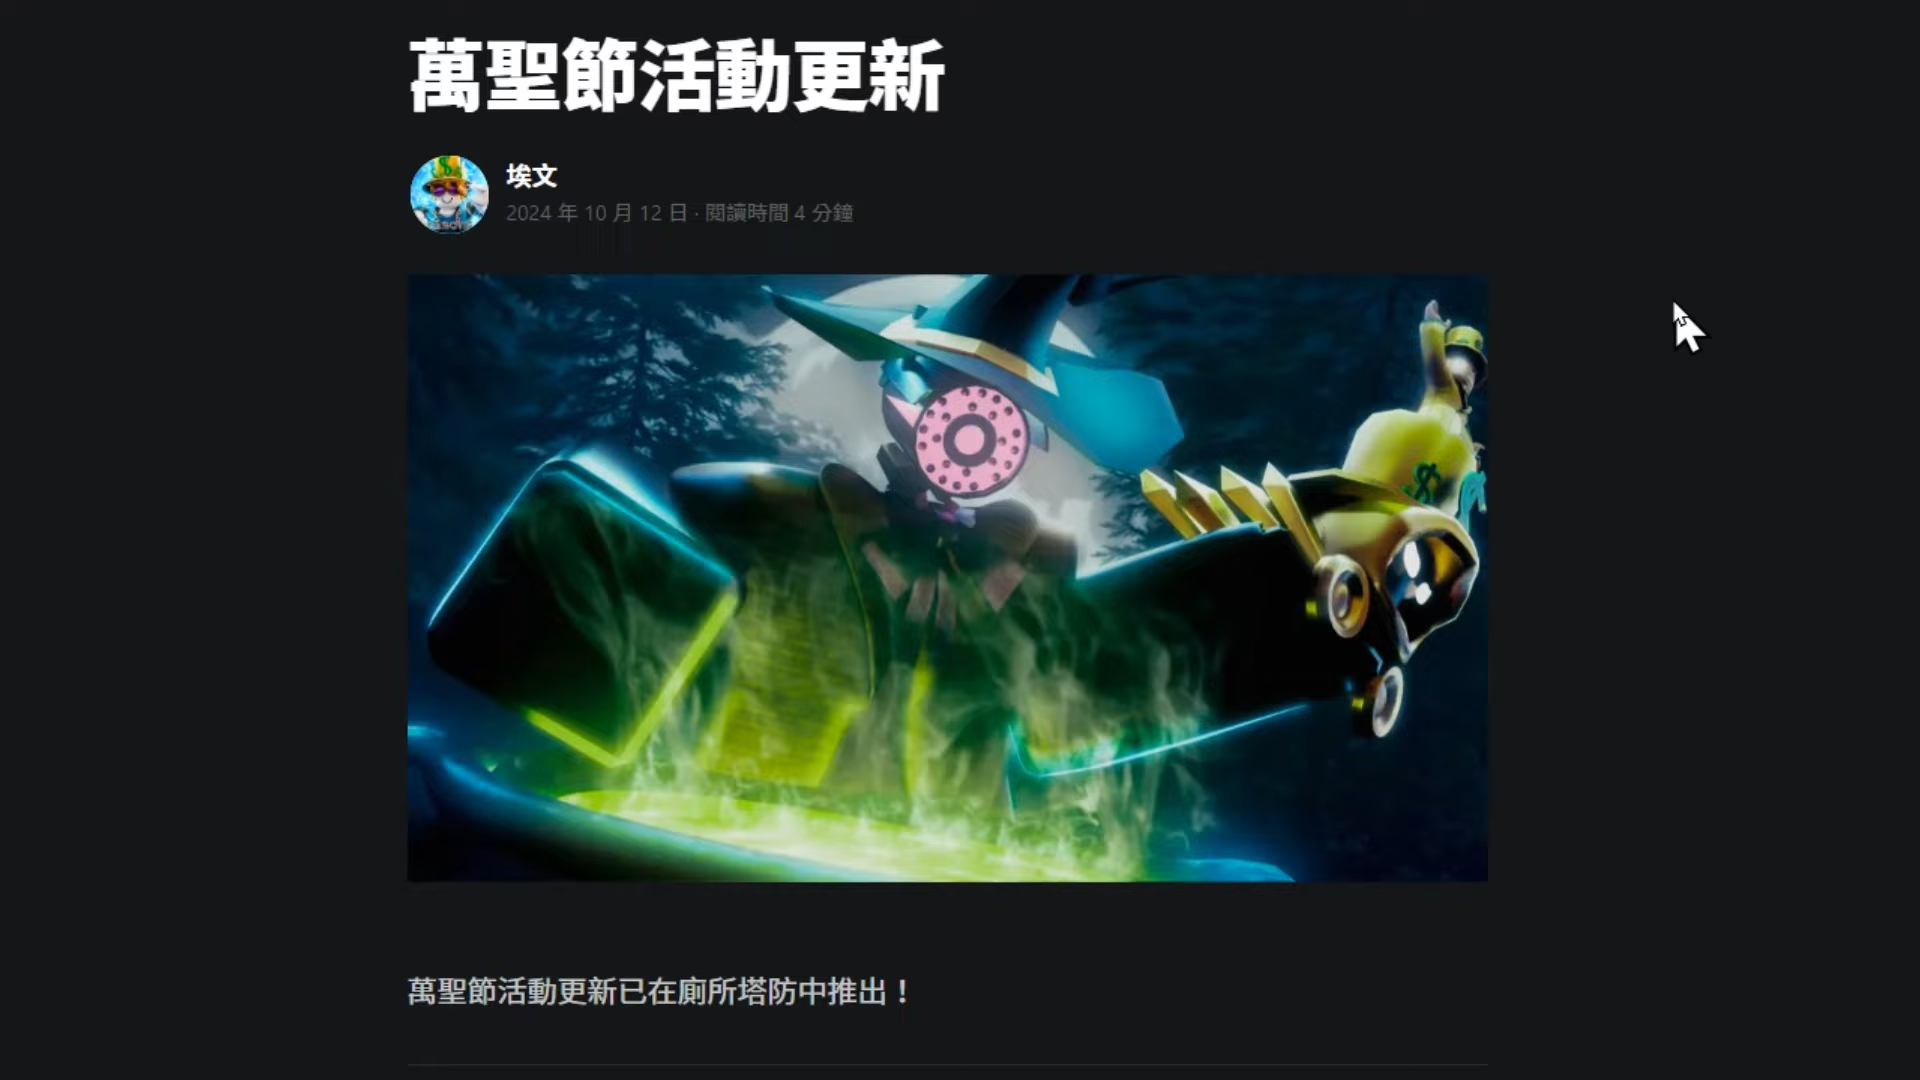 萬聖節活動更新
埃文
2024 年 10 月 12 日 · 閱讀時間 4 分鐘
$
萬聖節活動更新已在廁所塔防中推出！